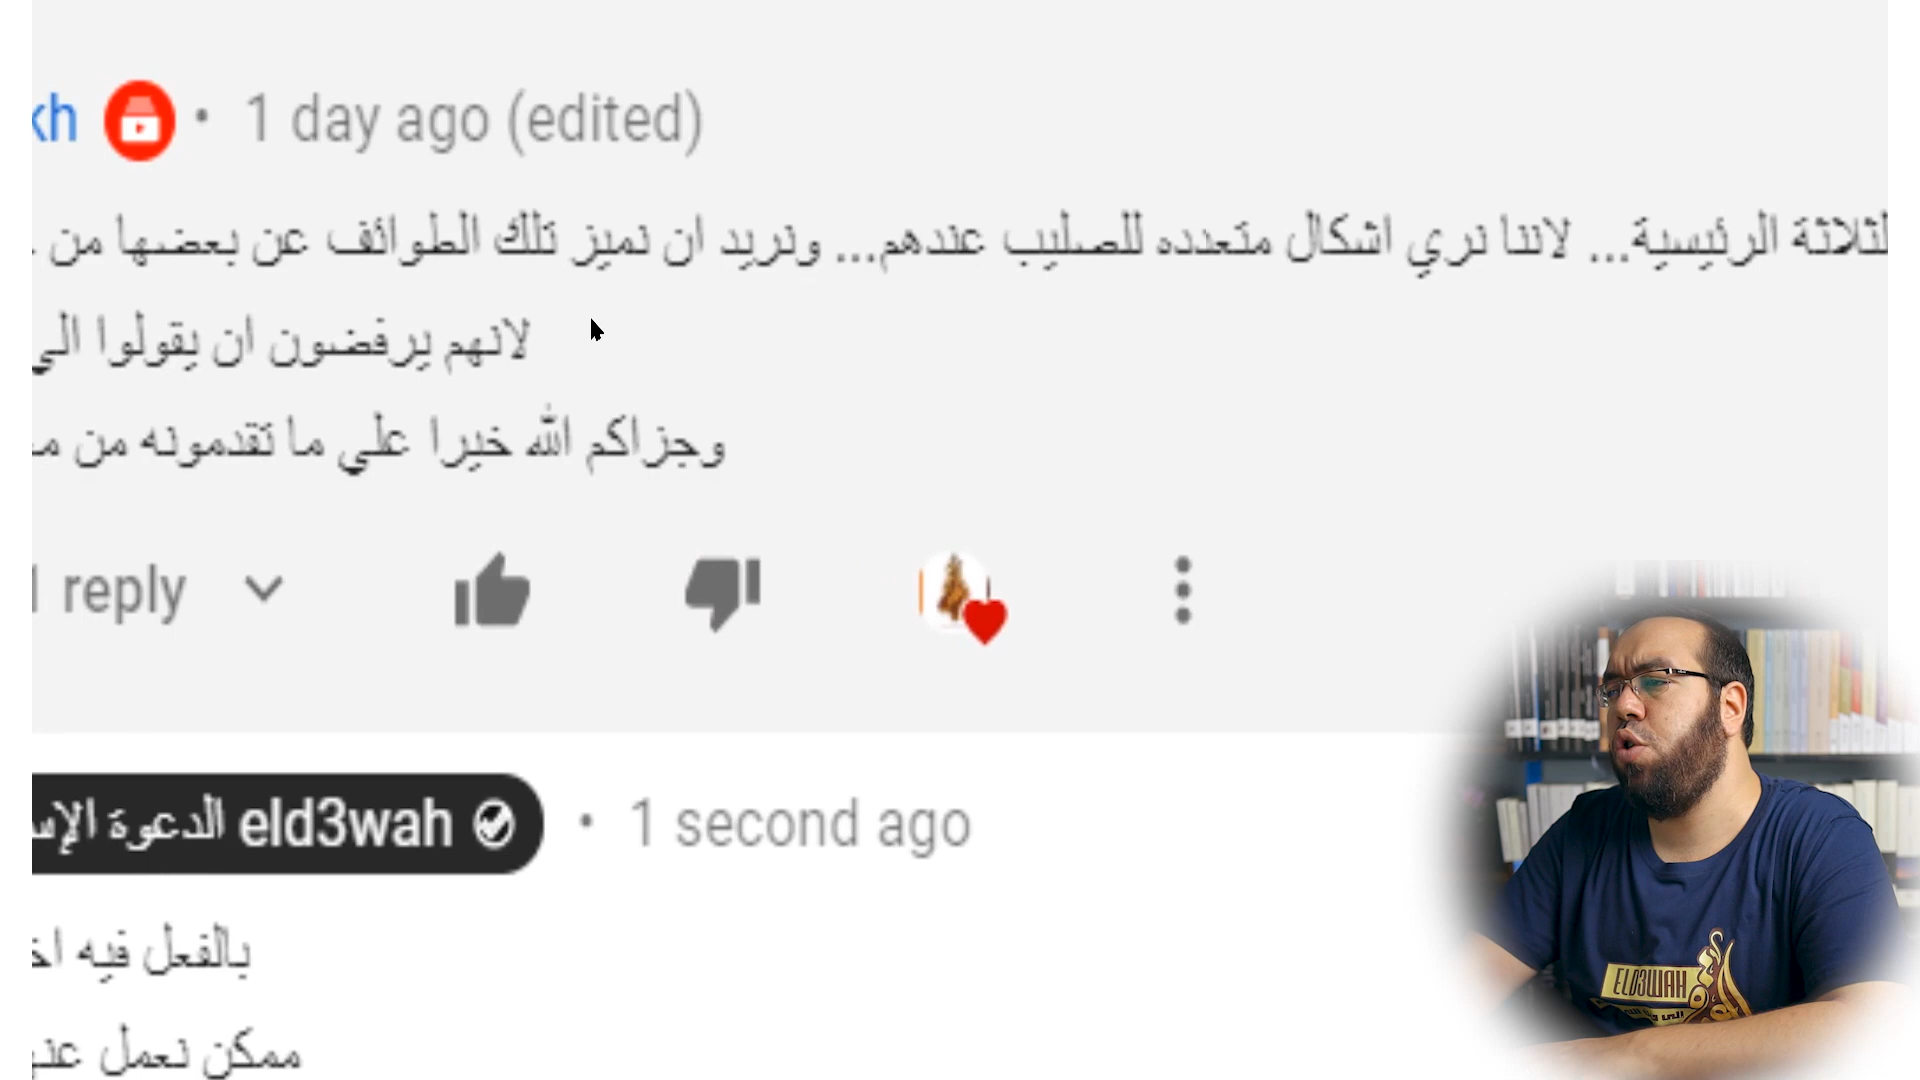 kh • 1 day ago (edited)
لثلاثة الرئيسية... لاننا نري اشكال متعدده للصليب عندهم... ونريد ان نميز تلك الطوائف عن بعضها من
لانهم يرفضون ان يقولوا الي
وجزاكم الله خيرا علي ما تقدمونه من
reply
eld3wah الدعوة • 1 second ago
بالفعل فيه
ممكن نعمل
ELD3WAH